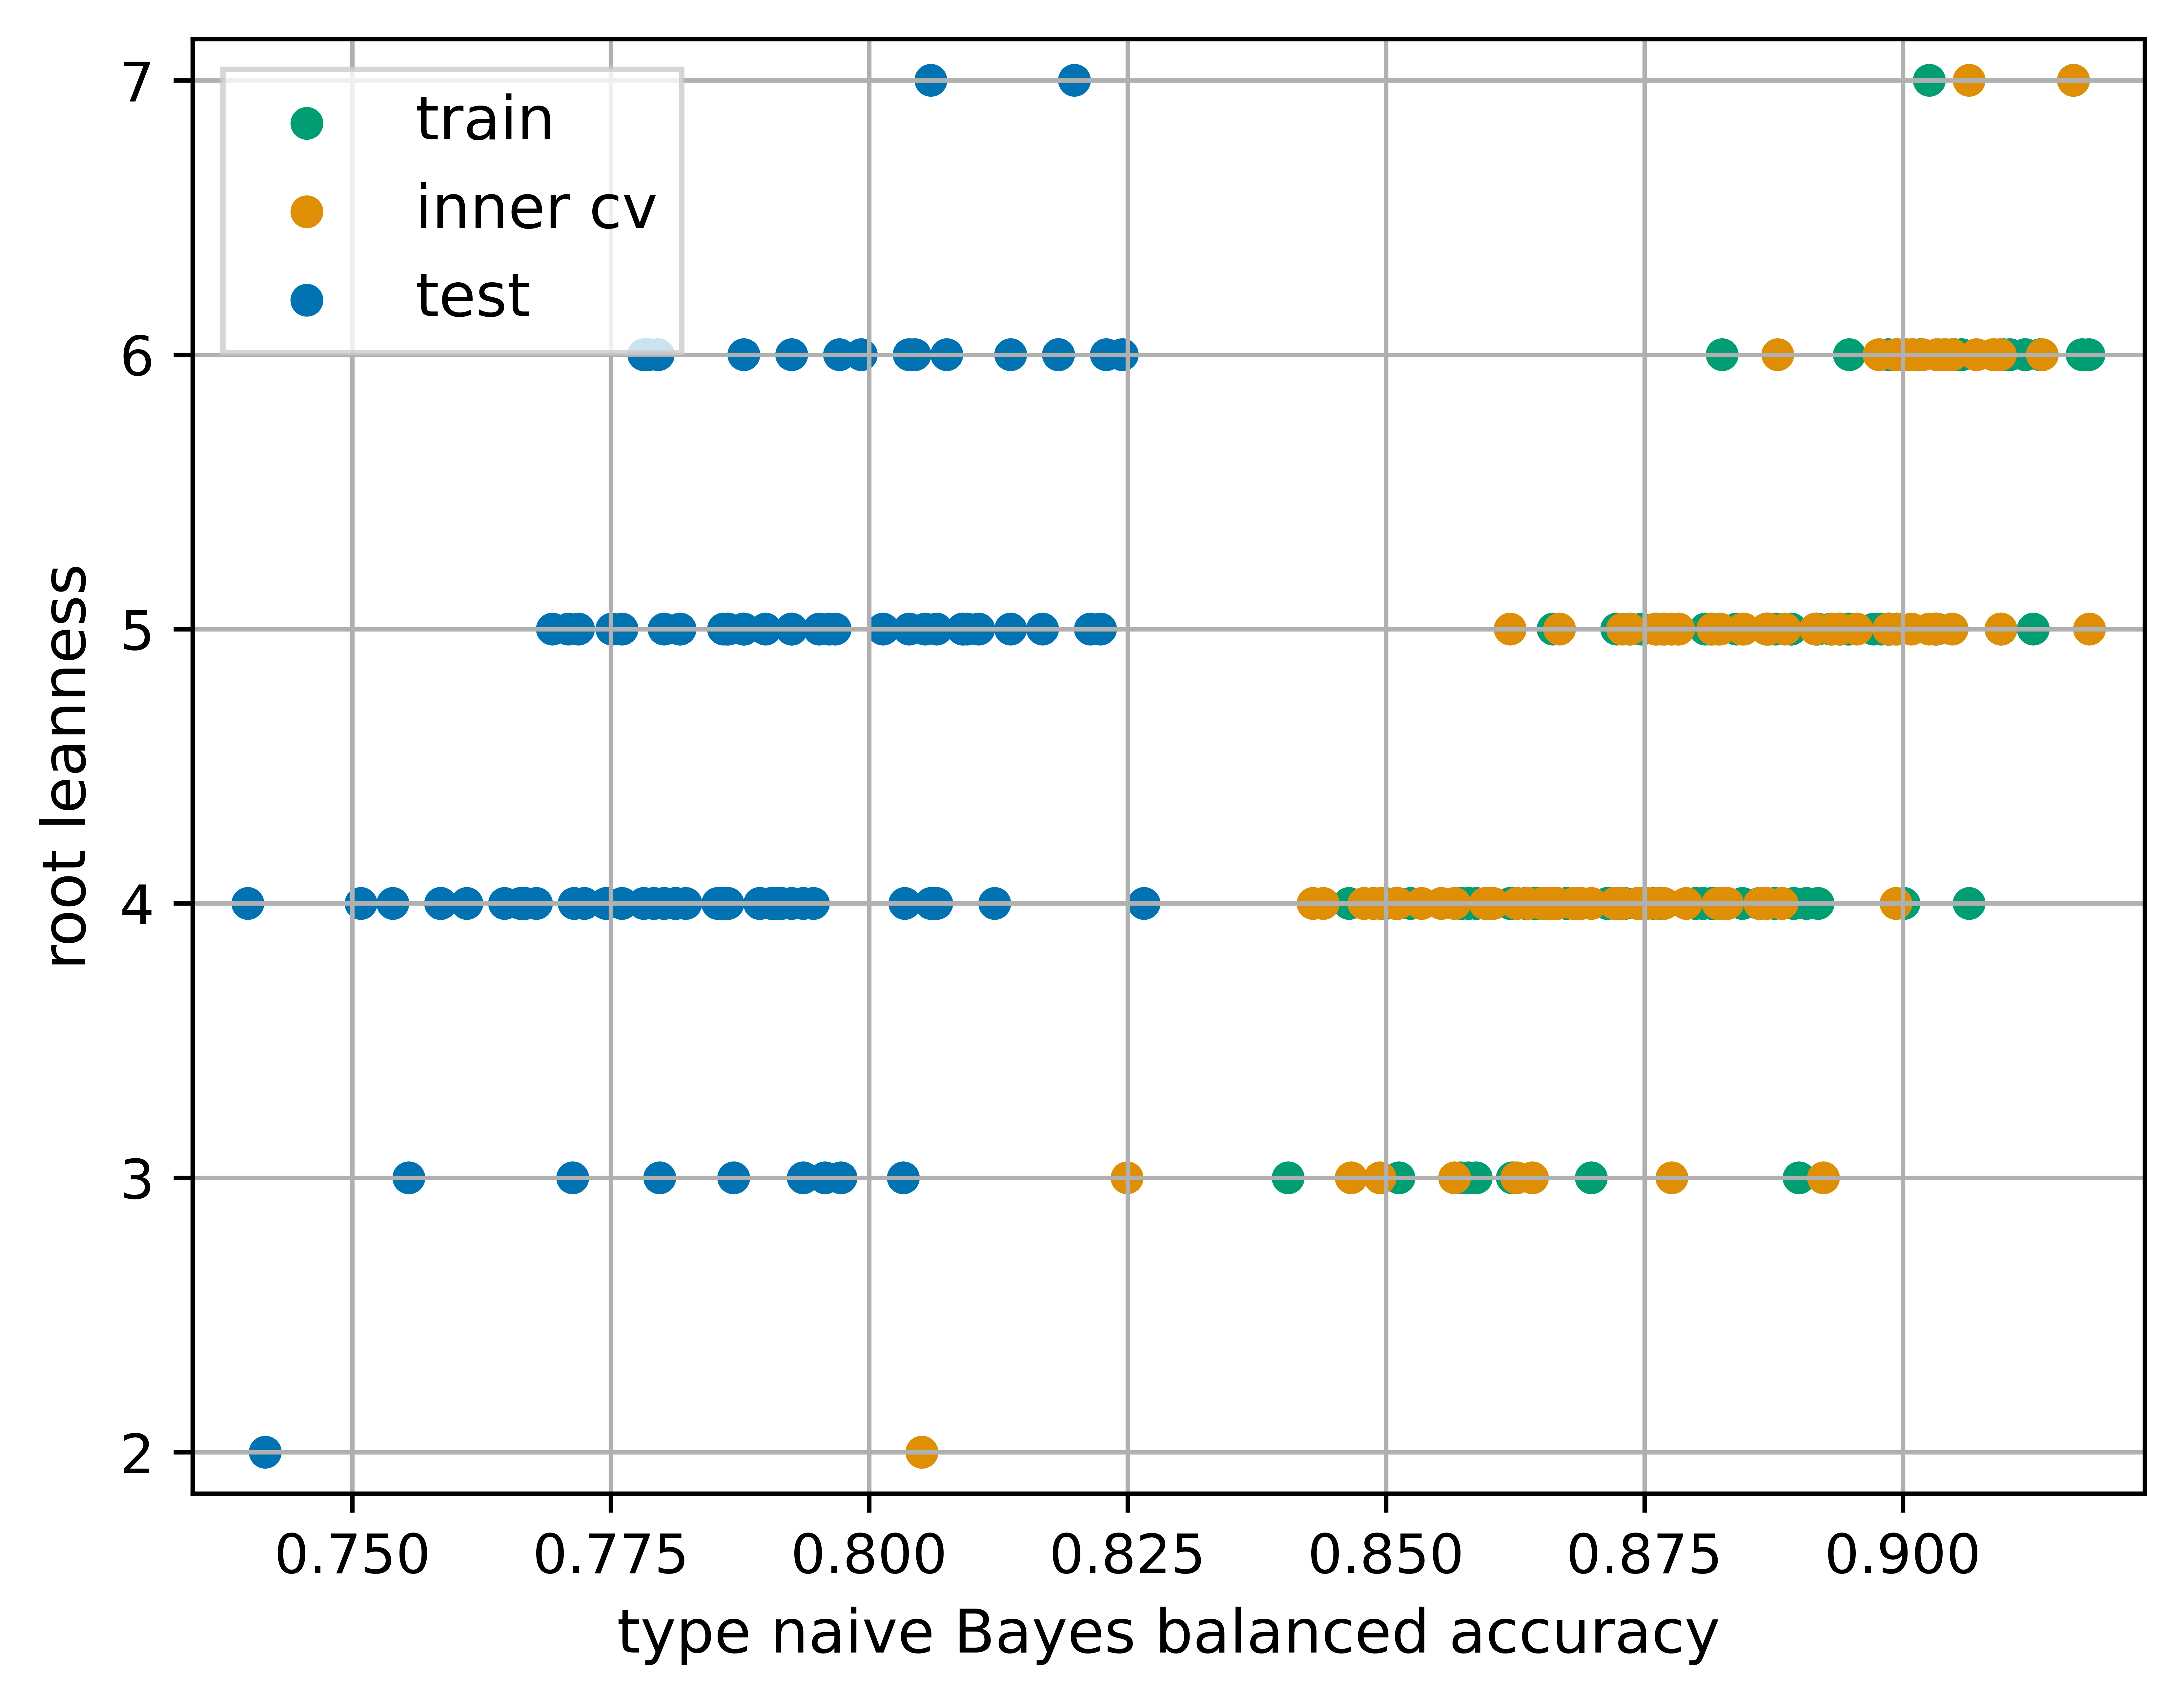 7
6
5
4
3
2
root leanness
train
inner cv
test
0.750 0.775 0.800 0.825 0.850 0.875 0.900
type naive Bayes balanced accuracy